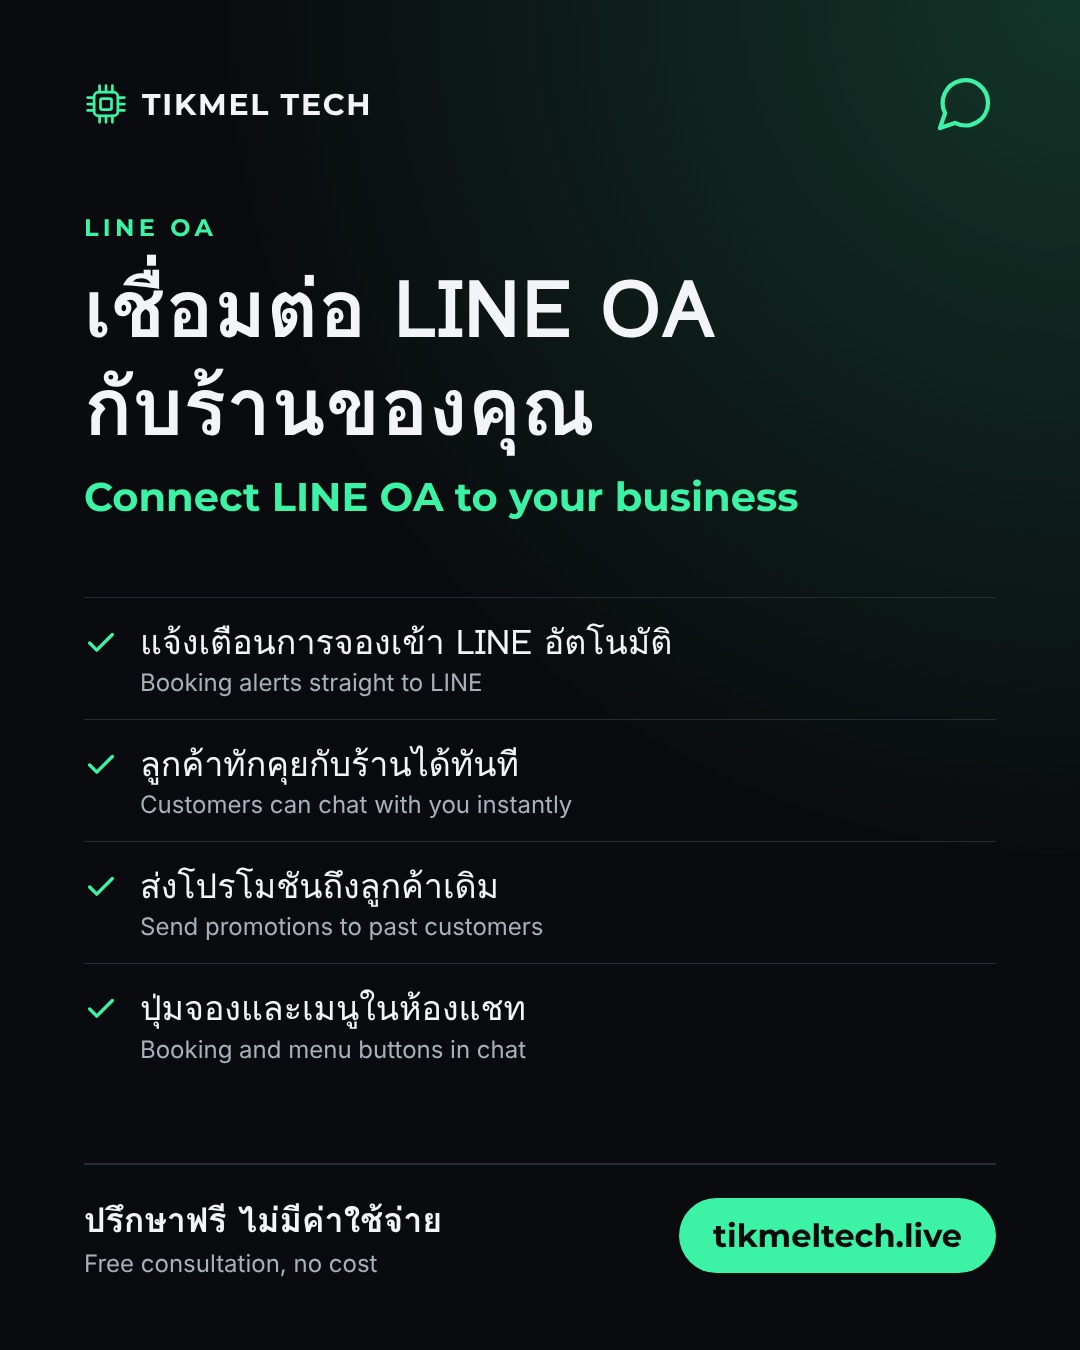 TIKMEL TECH
LINE OA
เชื่อมต่อ LINE OA
กับร้านของคุณ
Connect LINE OA to your business
แจ้งเตือนการจองเข้า LINE อัตโนมัติ
Booking alerts straight to LINE
ลูกค้าทักคุยกับร้านได้ทันที
Customers can chat with you instantly
ส่งโปรโมชันถึงลูกค้าเดิม
Send promotions to past customers
ปุ่มจองและเมนูในห้องแชท
Booking and menu buttons in chat
ปรึกษาฟรี ไม่มีค่าใช้จ่าย
Free consultation, no cost
tikmeltech.live